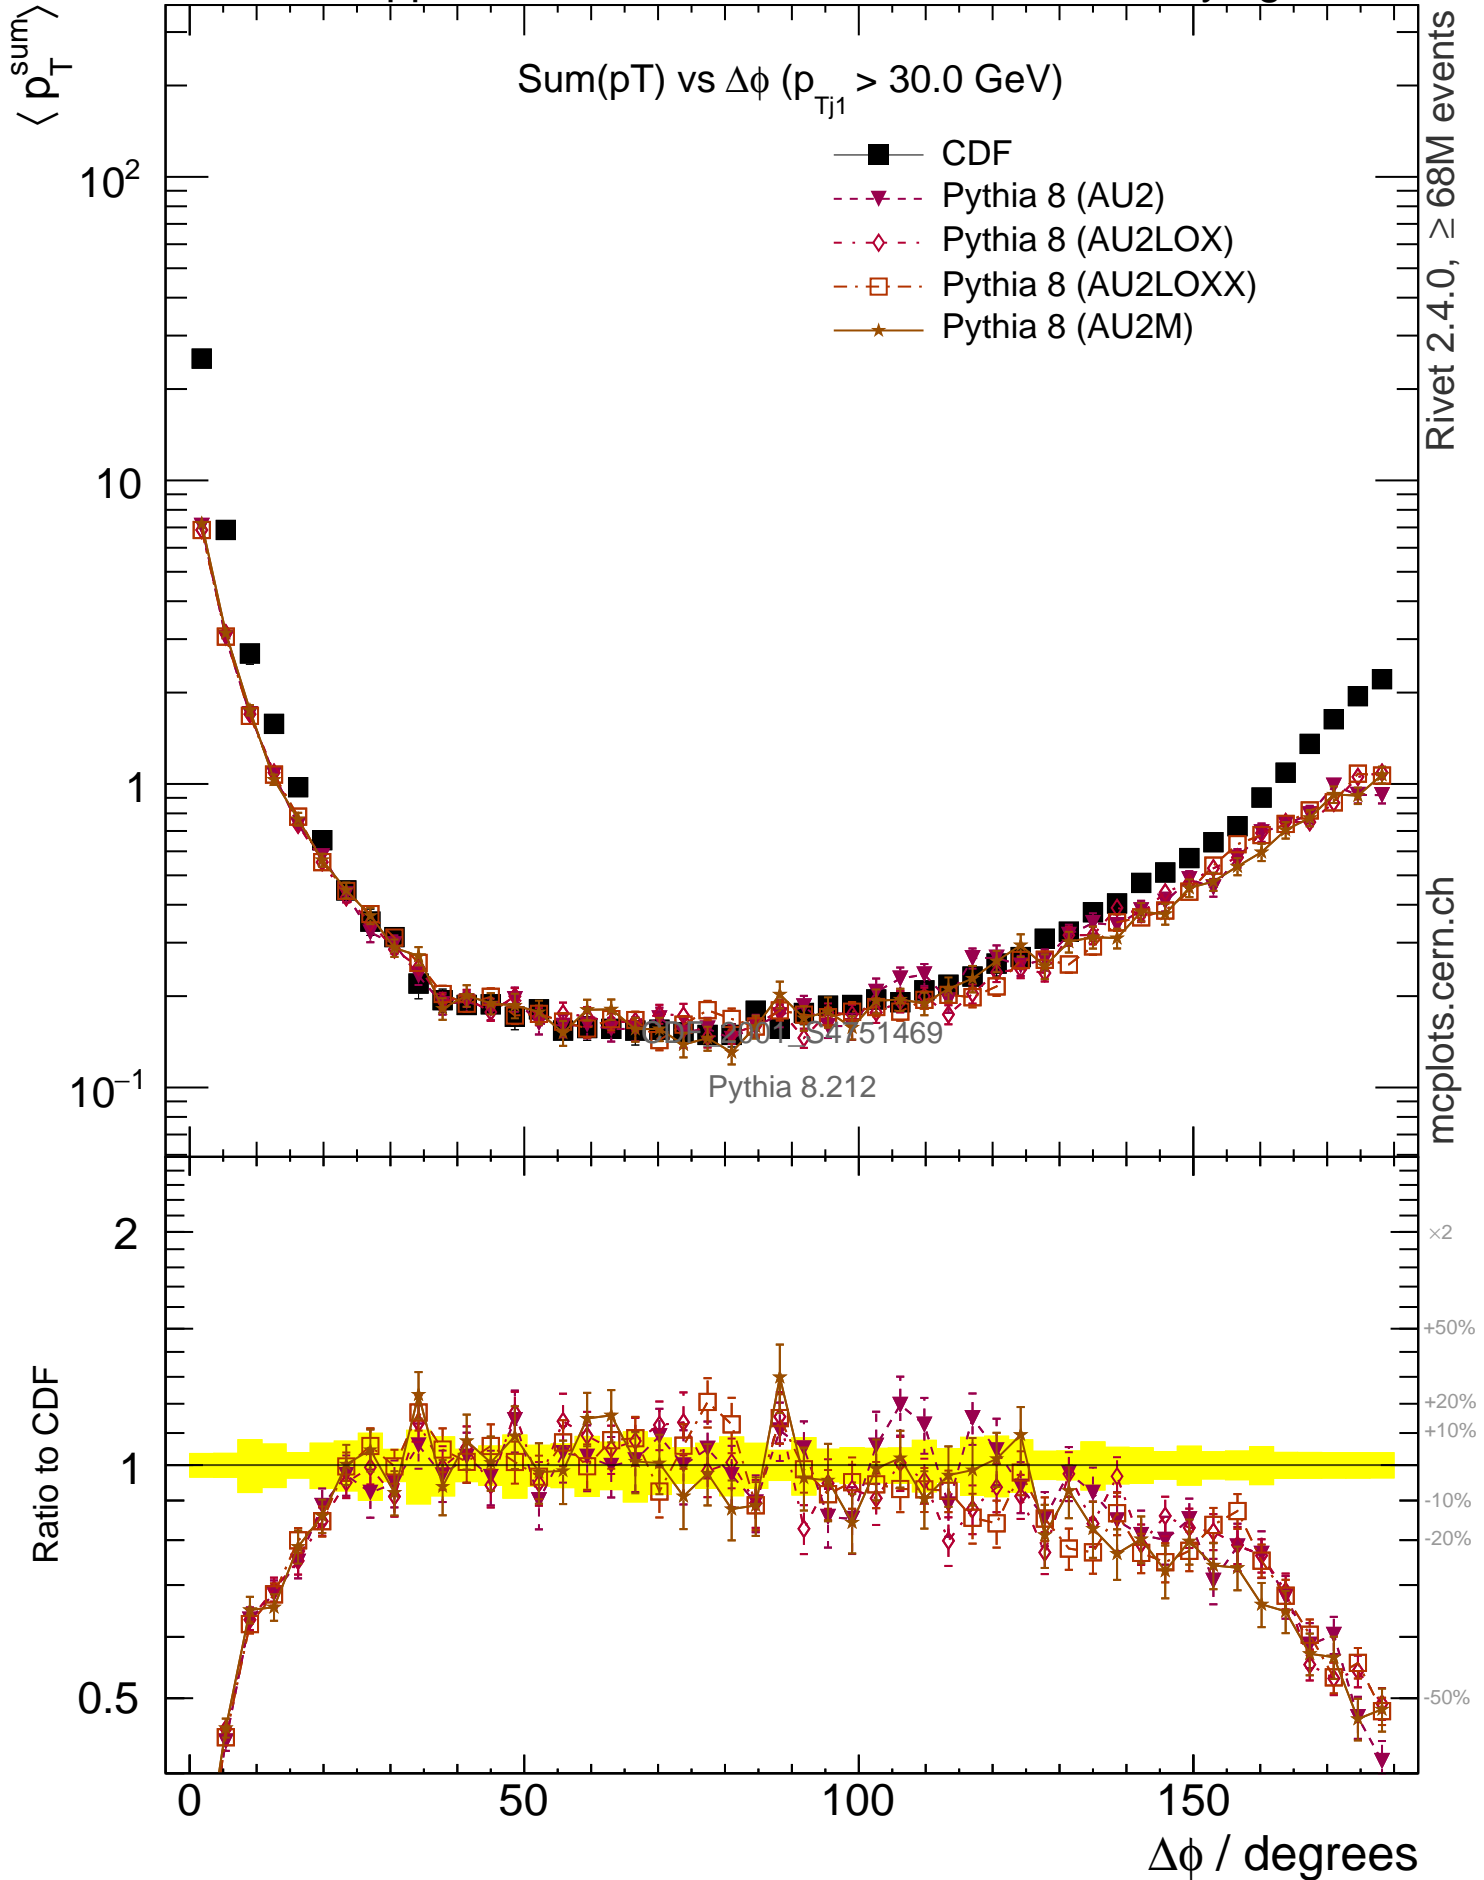 ⟨ p_T^sum ⟩
Sum(pT) vs Δϕ (p_Tj1 > 30.0 GeV)
CDF
Pythia 8 (AU2)
Pythia 8 (AU2LOX)
Pythia 8 (AU2LOXX)
Pythia 8 (AU2M)
10²
10
1
10⁻¹
CDF_2001_S4751469
Pythia 8.212
Rivet 2.4.0, ≥ 68M events
mcplots.cern.ch
Ratio to CDF
2
1
0.5
×2
+50%
+20%
+10%
-10%
-20%
-50%
0
50
100
150
Δϕ / degrees